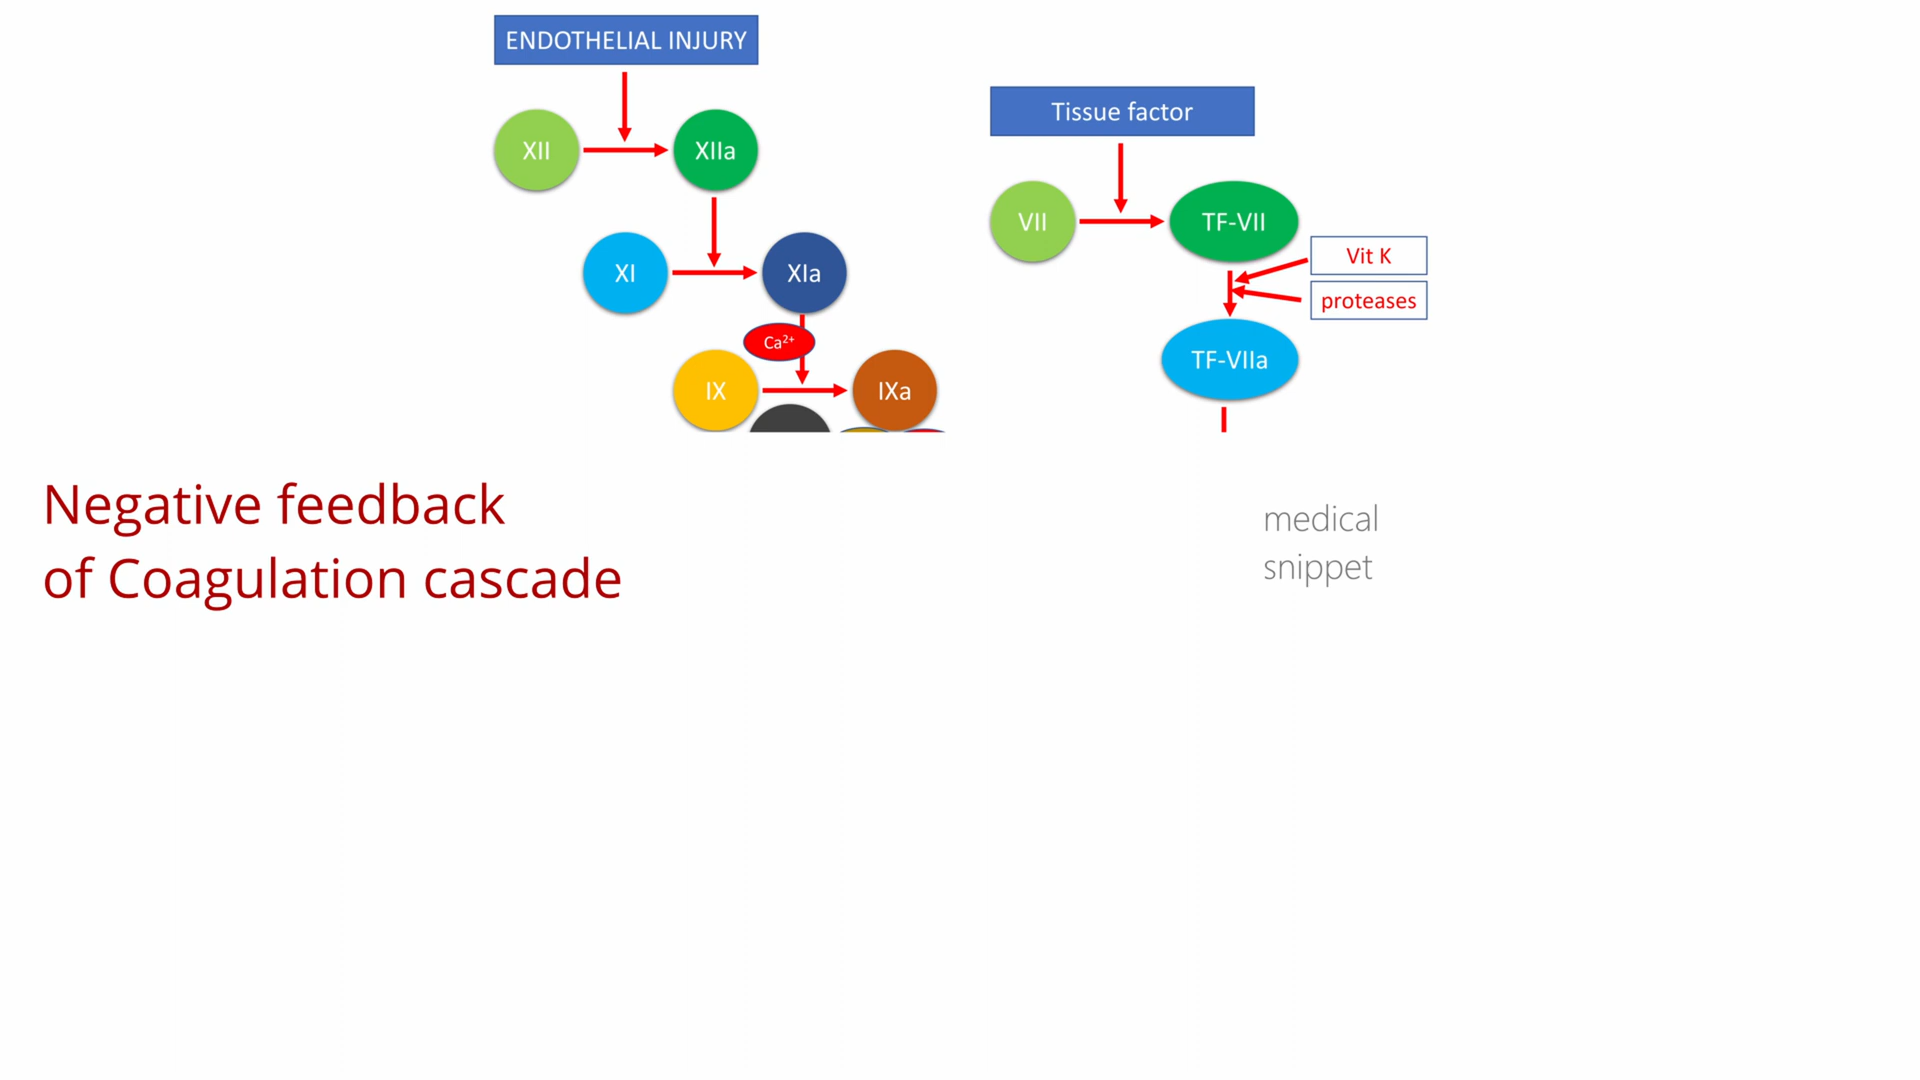 ENDOTHELIAL INJURY
Tissue factor
XII
XIIa
VII
TF-VII
Vit K
XI
XIa
proteases
Ca²⁺
TF-VIIa
IX
IXa
Negative feedback
of Coagulation cascade
medical
snippet